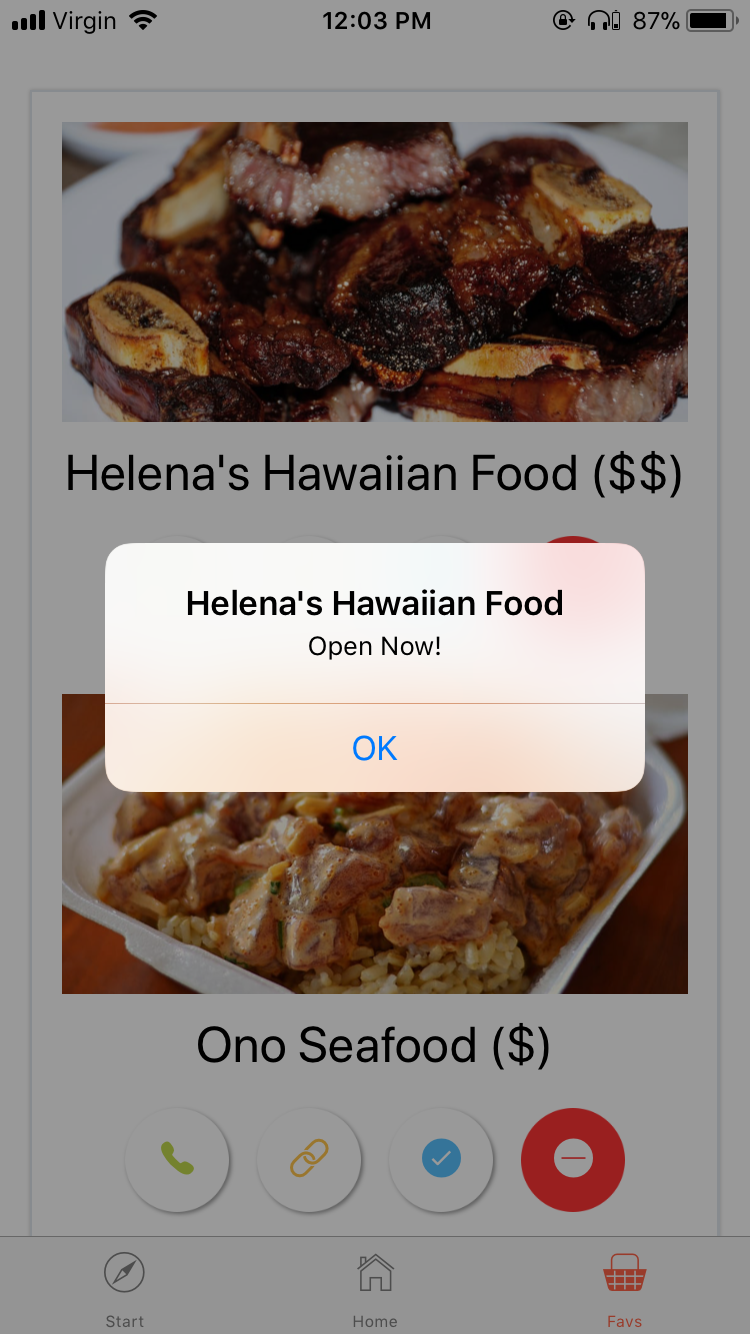 Virgin 12:03 PM 87%
Helena's Hawaiian Food ($$)
Helena's Hawaiian Food
Open Now!
OK
Ono Seafood ($)
Start Home Favs